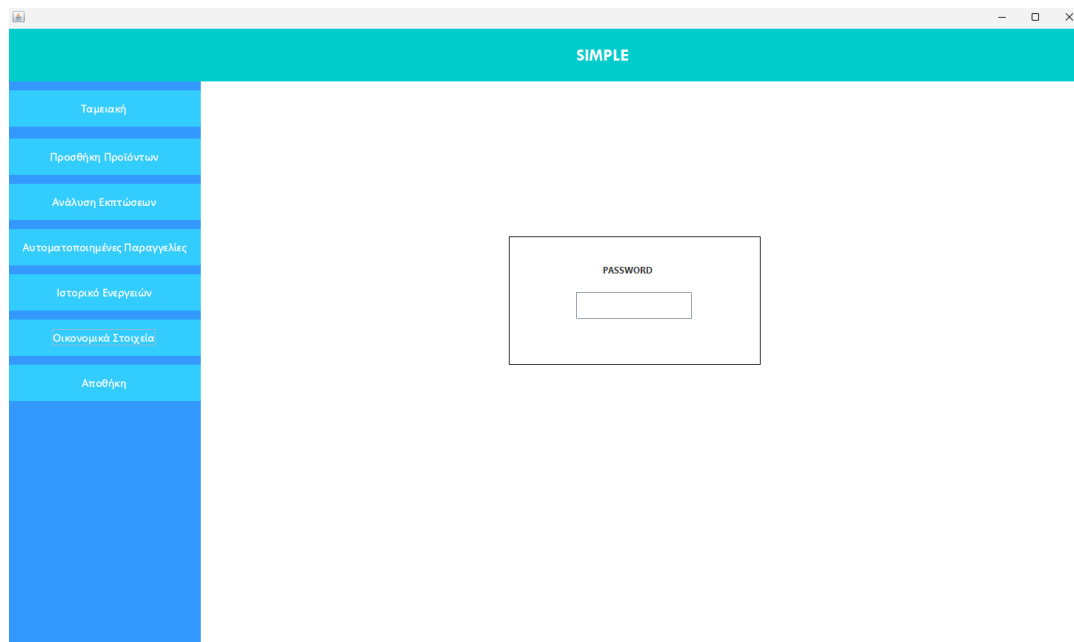 SIMPLE
Ταμειακή
Προσθήκη Προϊόντων
Ανάλυση Εκπτώσεων
Αυτοματοποιημένες Παραγγελίες
Ιστορικό Ενεργειών
Οικονομικά Στοιχεία
Αποθήκη
PASSWORD